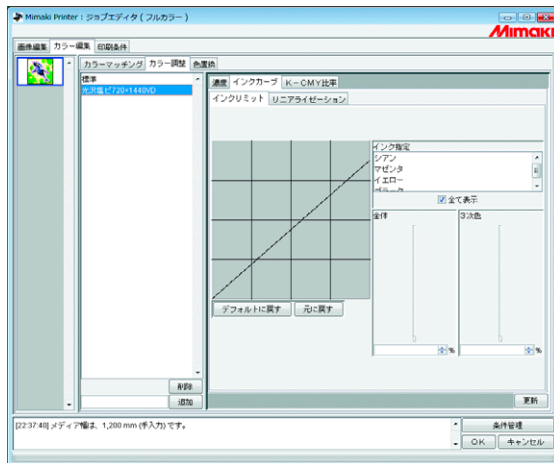 Mimaki Printer : ジョブエディタ ( フルカラー )
Mimaki
画像編集 カラー編集 印刷条件
カラーマッチング カラー調整 色置換
標準
光沢塩ビ720×1440VD
濃度 インクカーブ K－CMY比率
インクリミット リニアライゼーション
インク指定
シアン
マゼンタ
イエロー
ブラック
全て表示
全体 3次色
デフォルトに戻す 元に戻す
% %
削除
追加
更新
[22:37:40] メディア幅は、1,200 mm (手入力) です。
条件管理
OK キャンセル